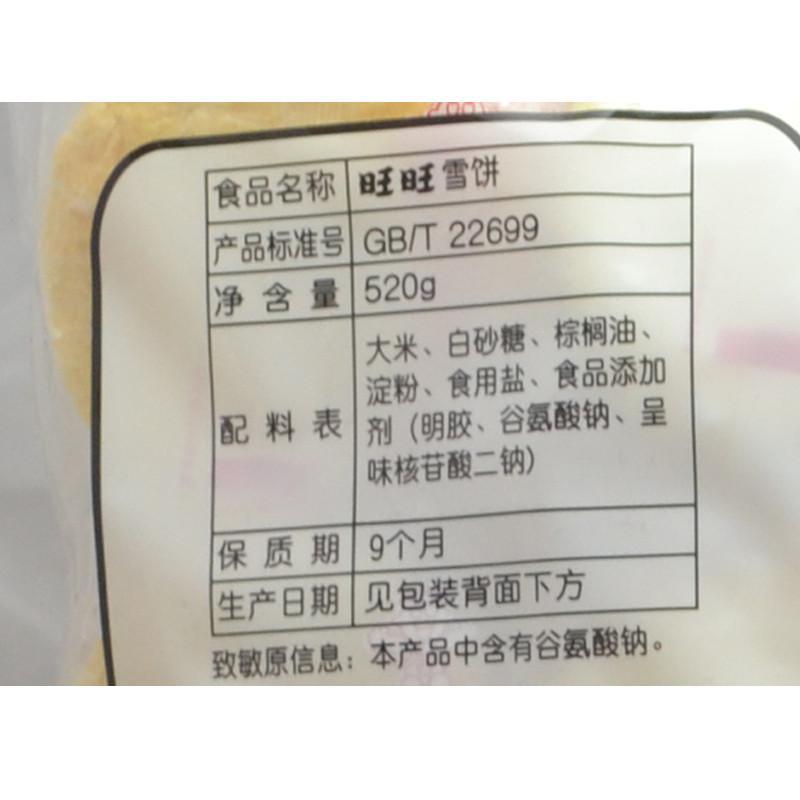 食品名称 旺旺雪饼
产品标准号 GB/T 22699
净含量 520g
配料表 大米、白砂糖、棕榈油、
淀粉、食用盐、食品添加
剂（明胶、谷氨酸钠、呈
味核苷酸二钠）
保质期 9个月
生产日期 见包装背面下方
致敏原信息：本产品中含有谷氨酸钠。